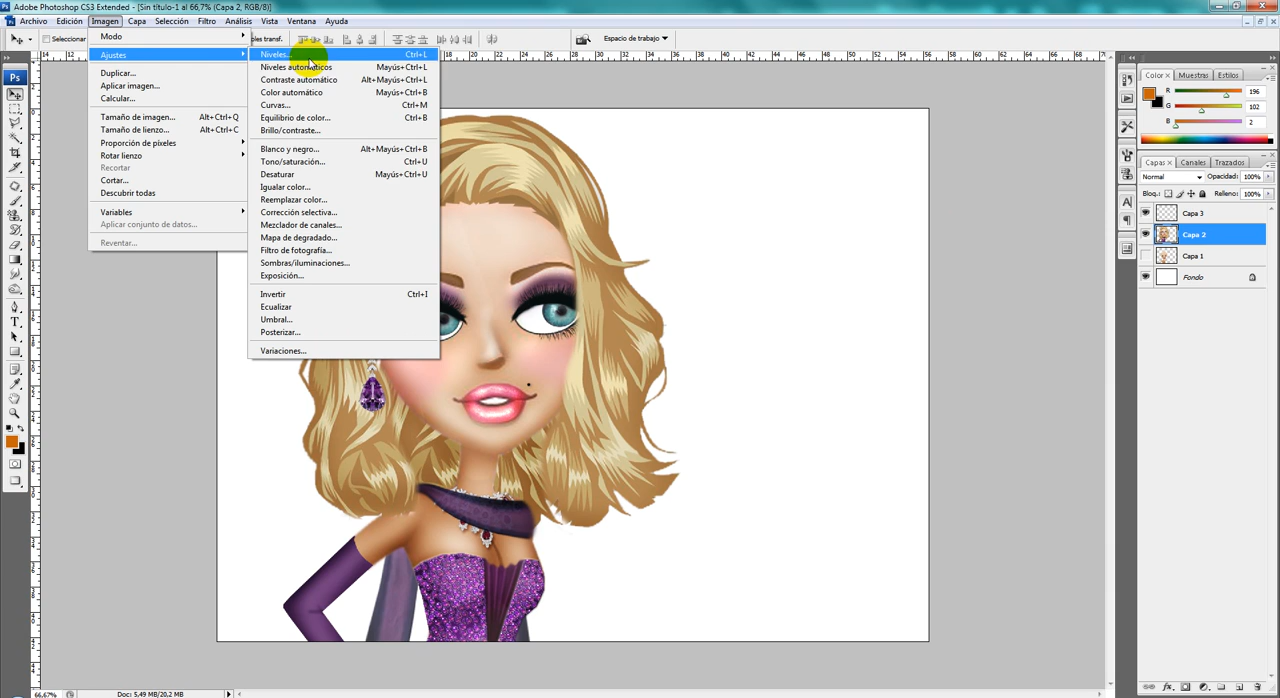 Adobe Photoshop CS3 Extended - [Sin título-1 al 66,7% (Capa 2, RGB/8)]
Archivo Edición Imagen Capa Selección Filtro Análisis Vista Ventana Ayuda
Seleccionar
Espacio de trabajo
Modo
Ajustes
Duplicar...
Aplicar imagen...
Calcular...
Tamaño de imagen... Alt+Ctrl+Q
Tamaño de lienzo... Alt+Ctrl+C
Proporción de píxeles
Rotar lienzo
Recortar
Cortar...
Descubrir todas
Variables
Aplicar conjunto de datos...
Reventar...
Niveles... Ctrl+L
Niveles automáticos Mayús+Ctrl+L
Contraste automático Alt+Mayús+Ctrl+L
Color automático Mayús+Ctrl+B
Curvas... Ctrl+M
Equilibrio de color... Ctrl+B
Brillo/contraste...
Blanco y negro... Alt+Mayús+Ctrl+B
Tono/saturación... Ctrl+U
Desaturar Mayús+Ctrl+U
Igualar color...
Reemplazar color...
Corrección selectiva...
Mezclador de canales...
Mapa de degradado...
Filtro de fotografía...
Sombras/iluminaciones...
Exposición...
Invertir Ctrl+I
Ecualizar
Umbral...
Posterizar...
Variaciones...
Color Muestras Estilos
R 196
G 102
B 2
Capas Canales Trazados
Normal Opacidad: 100%
Bloq.: Relleno: 100%
Capa 3
Capa 2
Capa 1
Fondo
66,67% Doc: 5,49 MB/20,2 MB